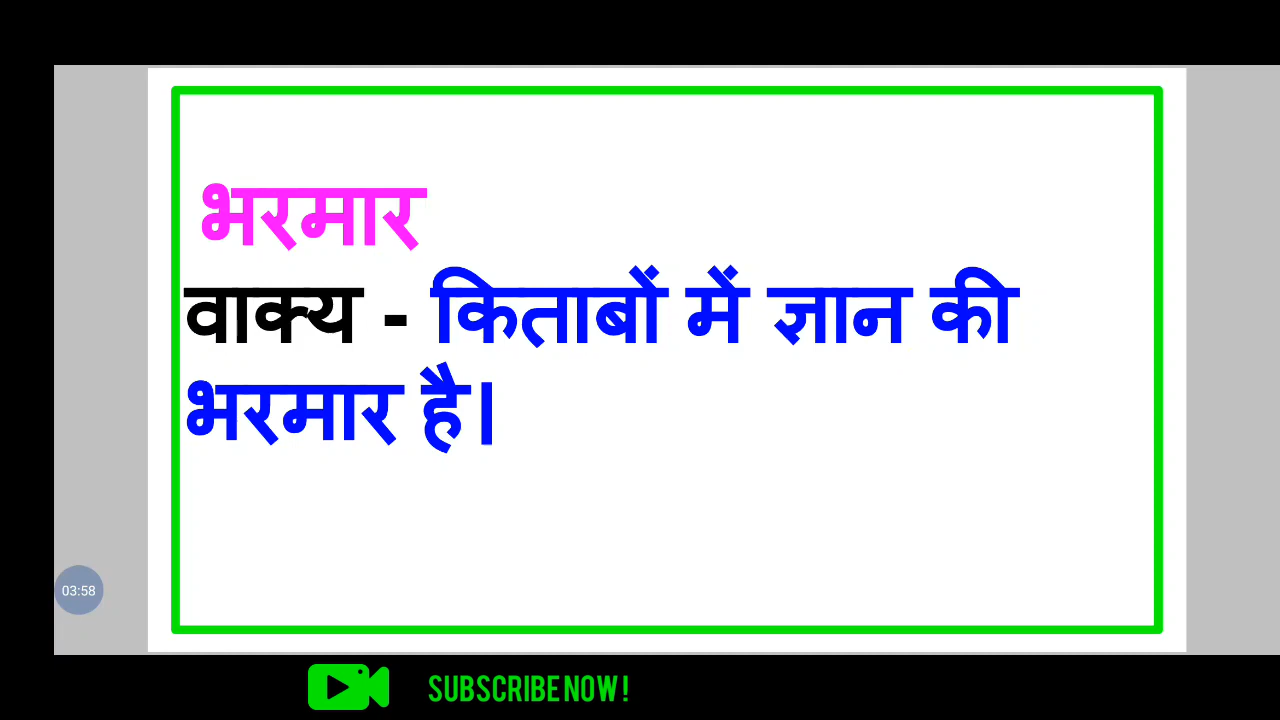 भरमार
वाक्य - किताबों में ज्ञान की
भरमार है।
03:58
SUBSCRIBE NOW !